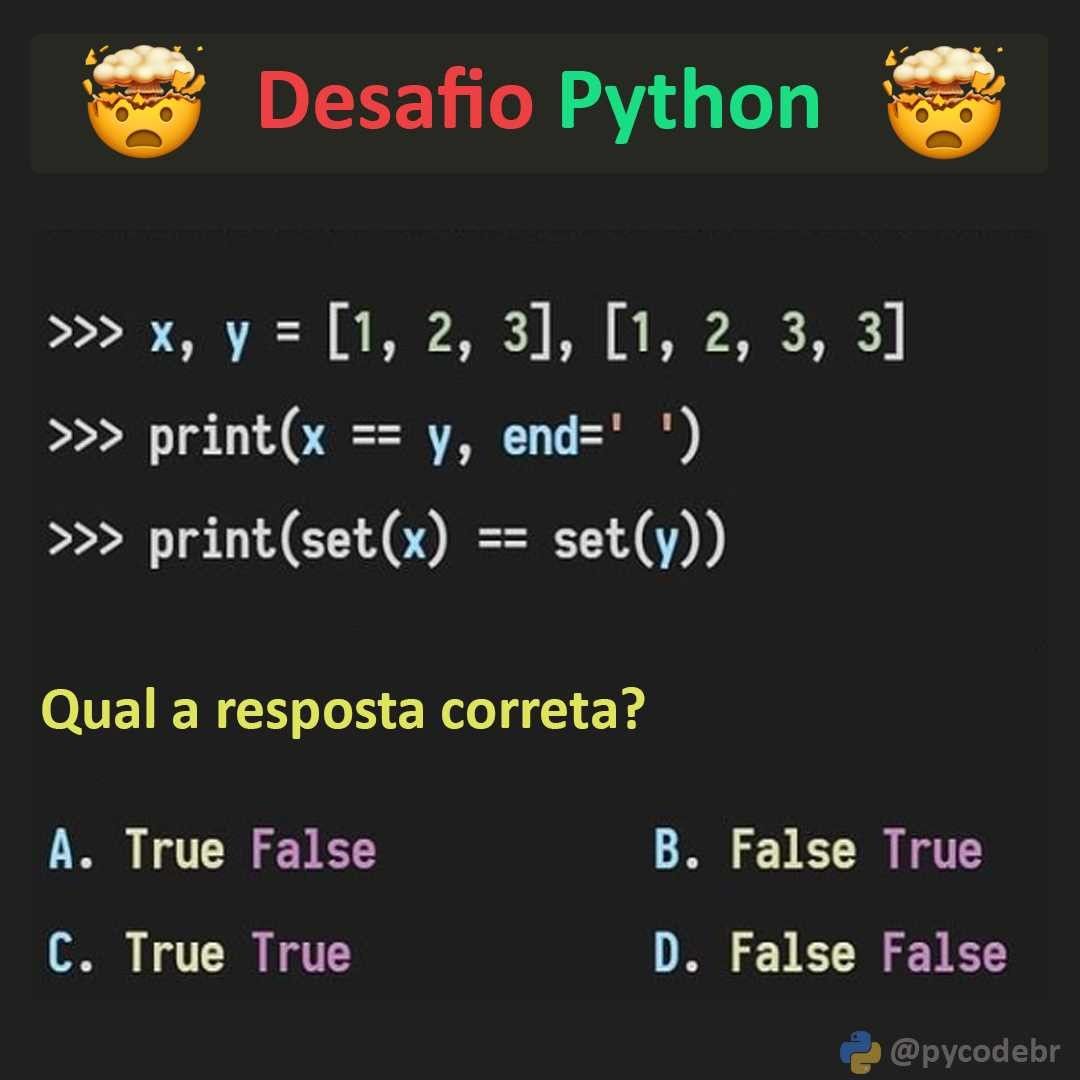 Desafio Python
>>> x, y = [1, 2, 3], [1, 2, 3, 3]
>>> print(x == y, end=' ')
>>> print(set(x) == set(y))
Qual a resposta correta?
A. True False
B. False True
C. True True
D. False False
@pycodebr